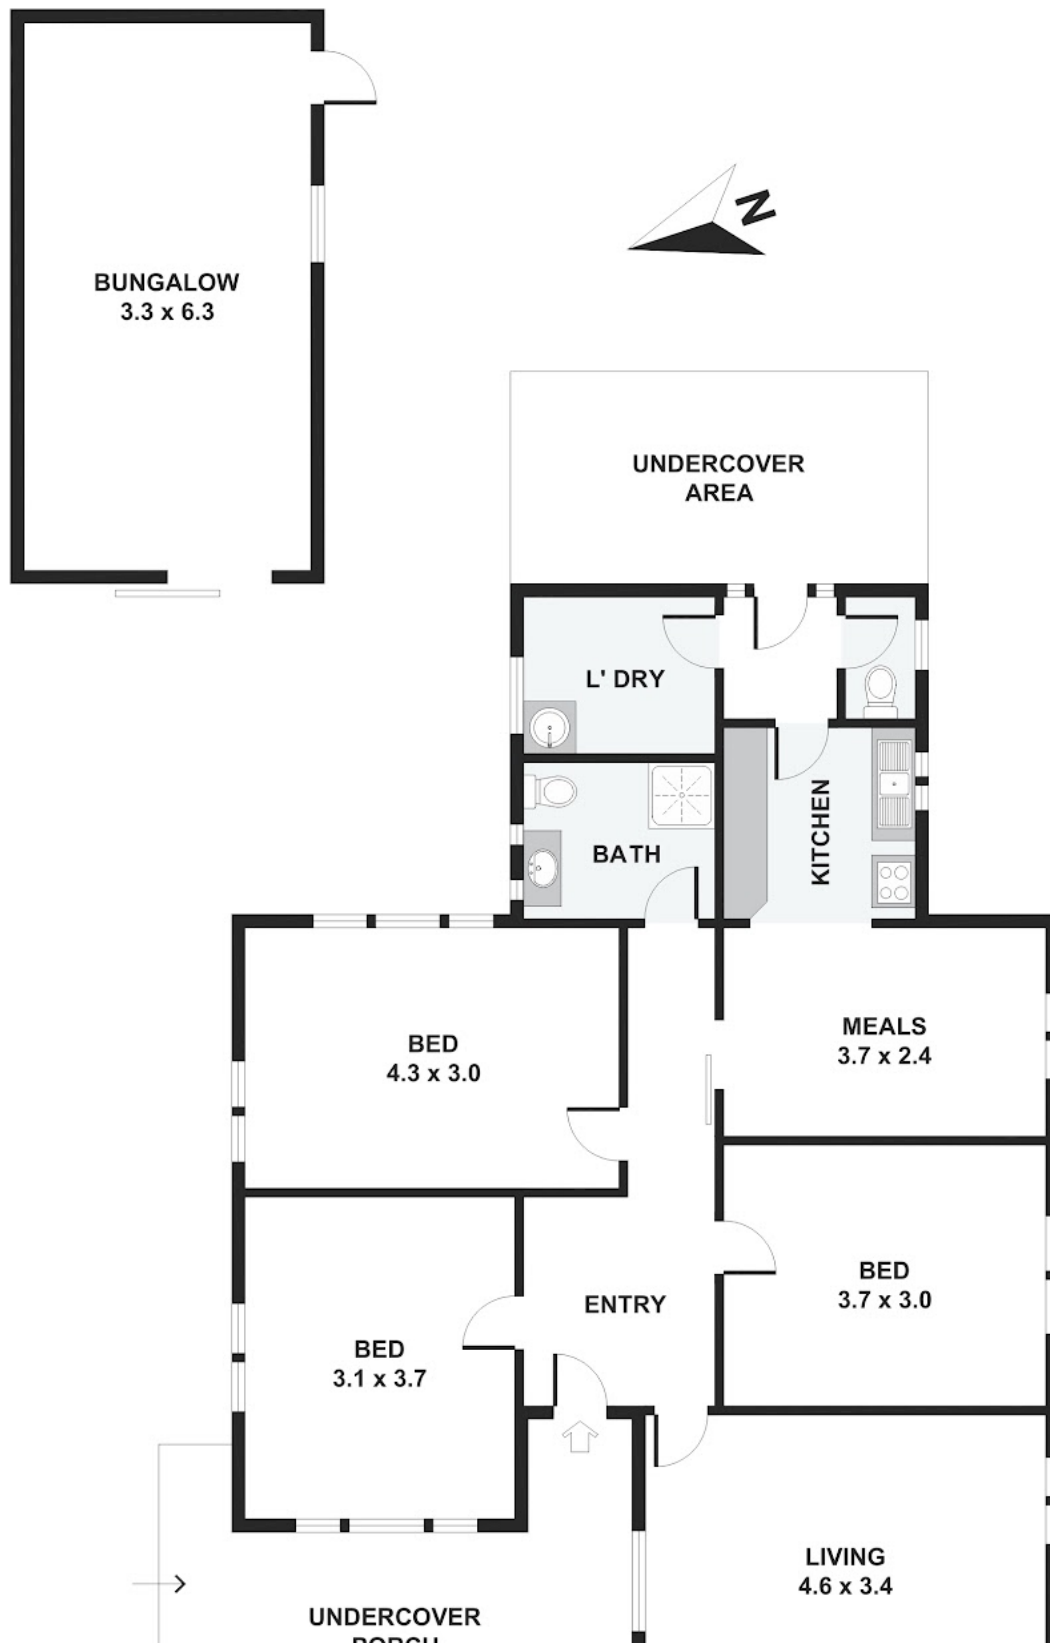 N
BUNGALOW
3.3 x 6.3
UNDERCOVER
AREA
L' DRY
KITCHEN
BATH
BED
4.3 x 3.0
MEALS
3.7 x 2.4
BED
3.7 x 3.0
ENTRY
BED
3.1 x 3.7
LIVING
4.6 x 3.4
UNDERCOVER
PORCH